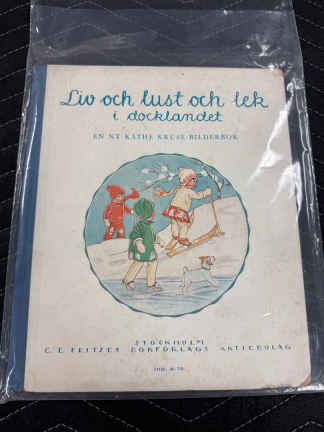 Liv och lust och lek
i docklandet
EN NY KÄTHE KRUSE-BILDERBOK
STOCKHOLM
C. E. FRITZES BOKFÖRLAGS AKTIEBOLAG